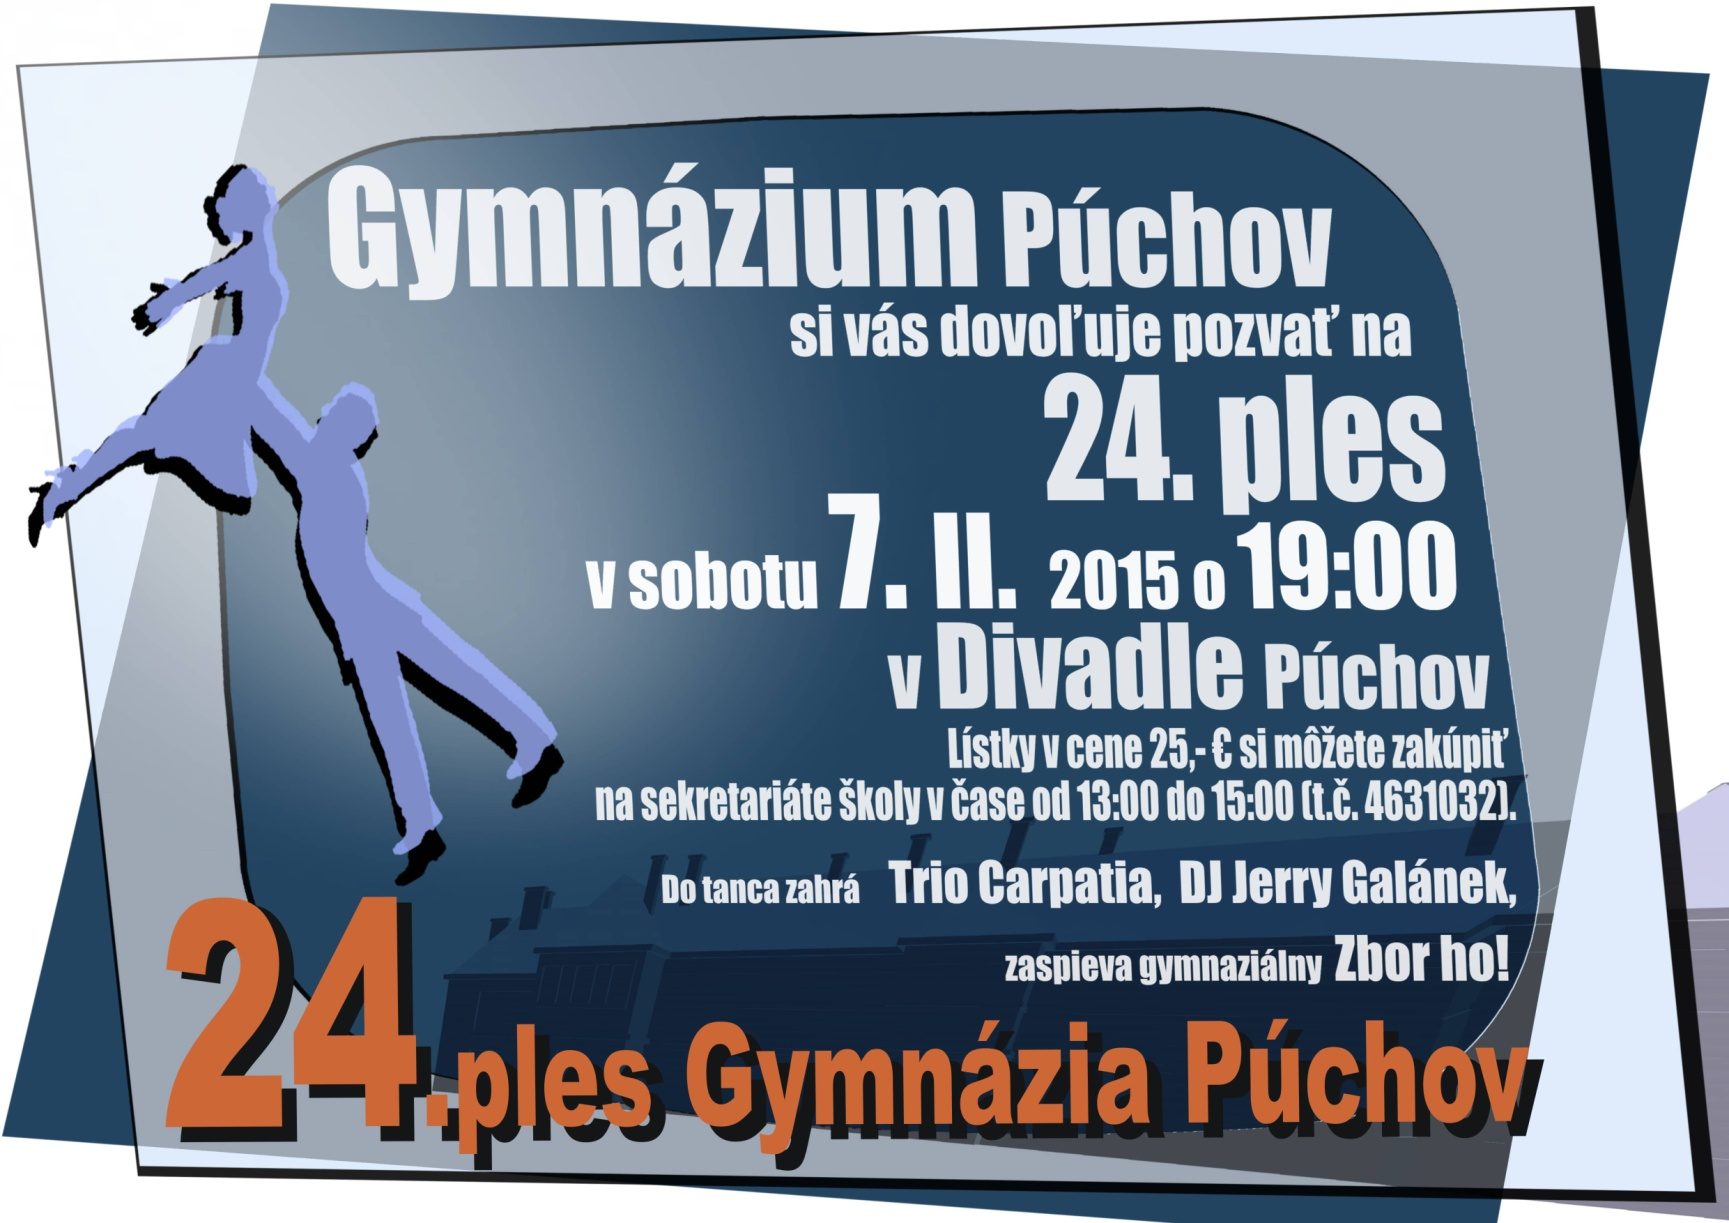 Gymnázium Púchov
si vás dovoľuje pozvať na
24. ples
v sobotu 7. II. 2015 o 19:00
v Divadle Púchov
Lístky v cene 25,- € si môžete zakúpiť
na sekretariáte školy v čase od 13:00 do 15:00 (t.č. 4631032).
Do tanca zahrá Trio Carpatia, DJ Jerry Galánek,
zaspieva gymnaziálny Zbor ho!
24.ples Gymnázia Púchov